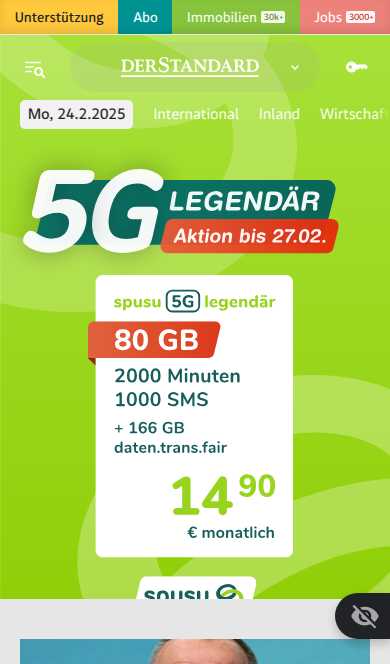 Unterstützung Abo Immobilien 30k+ Jobs 3000+
DERSTANDARD
Mo, 24.2.2025 International Inland Wirtschaf
5G LEGENDÄR
Aktion bis 27.02.
spusu 5G legendär
80 GB
2000 Minuten
1000 SMS
+ 166 GB
daten.trans.fair
14 90
€ monatlich
spusu